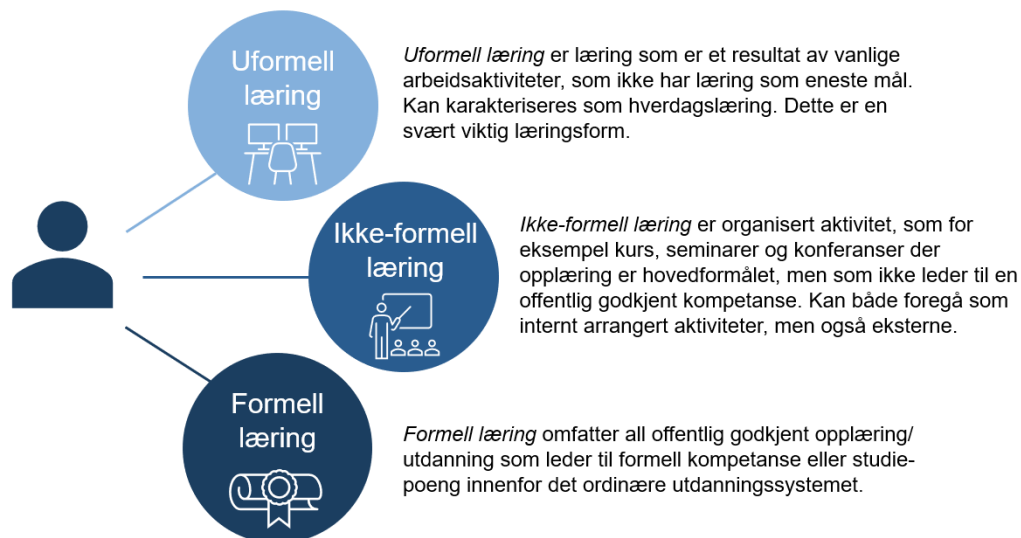 Uformell
læring
Uformell læring er læring som er et resultat av vanlige
arbeidsaktiviteter, som ikke har læring som eneste mål.
Kan karakteriseres som hverdagslæring. Dette er en
svært viktig læringsform.
Ikke-formell
læring
Ikke-formell læring er organisert aktivitet, som for
eksempel kurs, seminarer og konferanser der
opplæring er hovedformålet, men som ikke leder til en
offentlig godkjent kompetanse. Kan både foregå som
internt arrangert aktiviteter, men også eksterne.
Formell
læring
Formell læring omfatter all offentlig godkjent opplæring/
utdanning som leder til formell kompetanse eller studie-
poeng innenfor det ordinære utdanningssystemet.